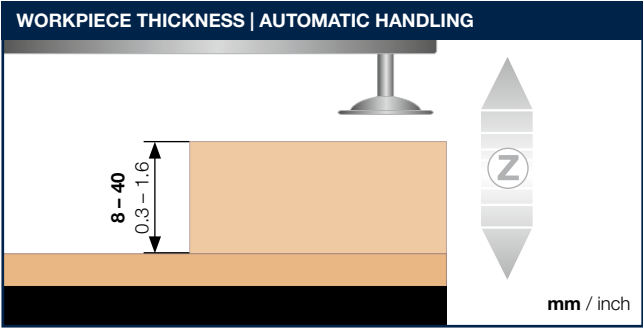 WORKPIECE THICKNESS | AUTOMATIC HANDLING
8 – 40
0.3 – 1.6
Z
mm / inch